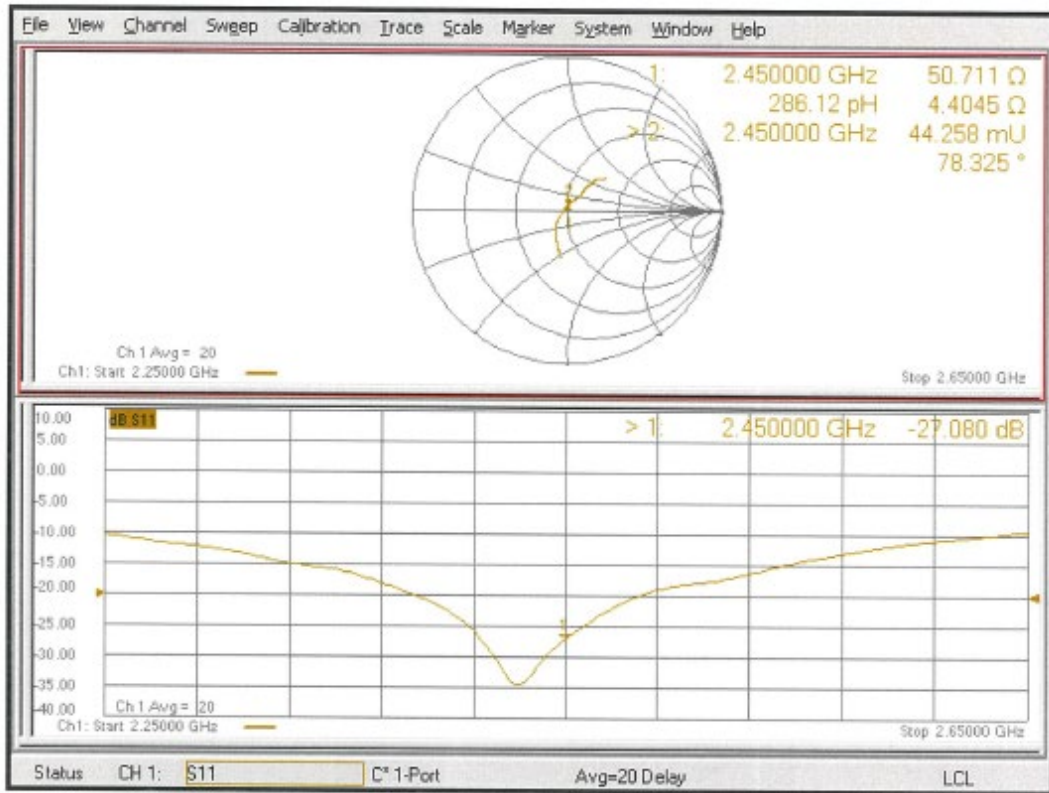 File View Channel Sweep Calibration Trace Scale Marker System Window Help
1: 2.450000 GHz 50.711 Ω
286.12 pH 4.4045 Ω
> 2: 2.450000 GHz 44.258 mU
78.325 °
Ch 1 Avg = 20
Ch1: Start 2.25000 GHz
Stop 2.65000 GHz
10.00
dB S11
> 1: 2.450000 GHz -27.080 dB
5.00
0.00
-5.00
-10.00
-15.00
-20.00
-25.00
1
-30.00
-35.00
-40.00
Ch 1 Avg = 20
Ch1: Start 2.25000 GHz
Stop 2.65000 GHz
Status CH 1: S11 C* 1-Port Avg=20 Delay LCL